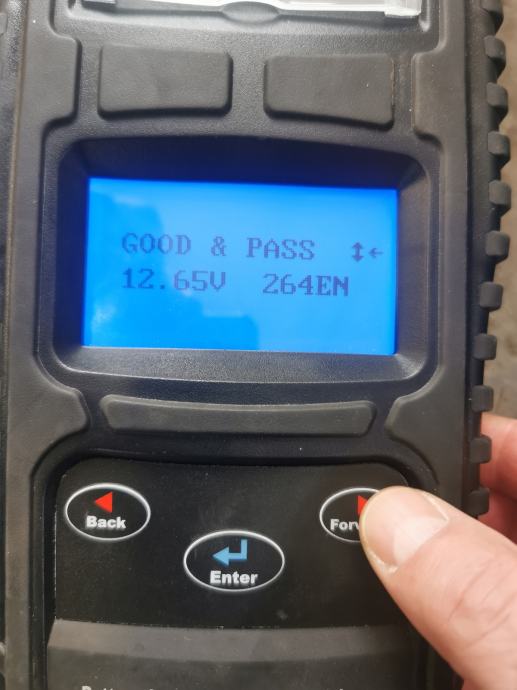 GOOD & PASS ↕←
12.65V 264EN
Back
Enter